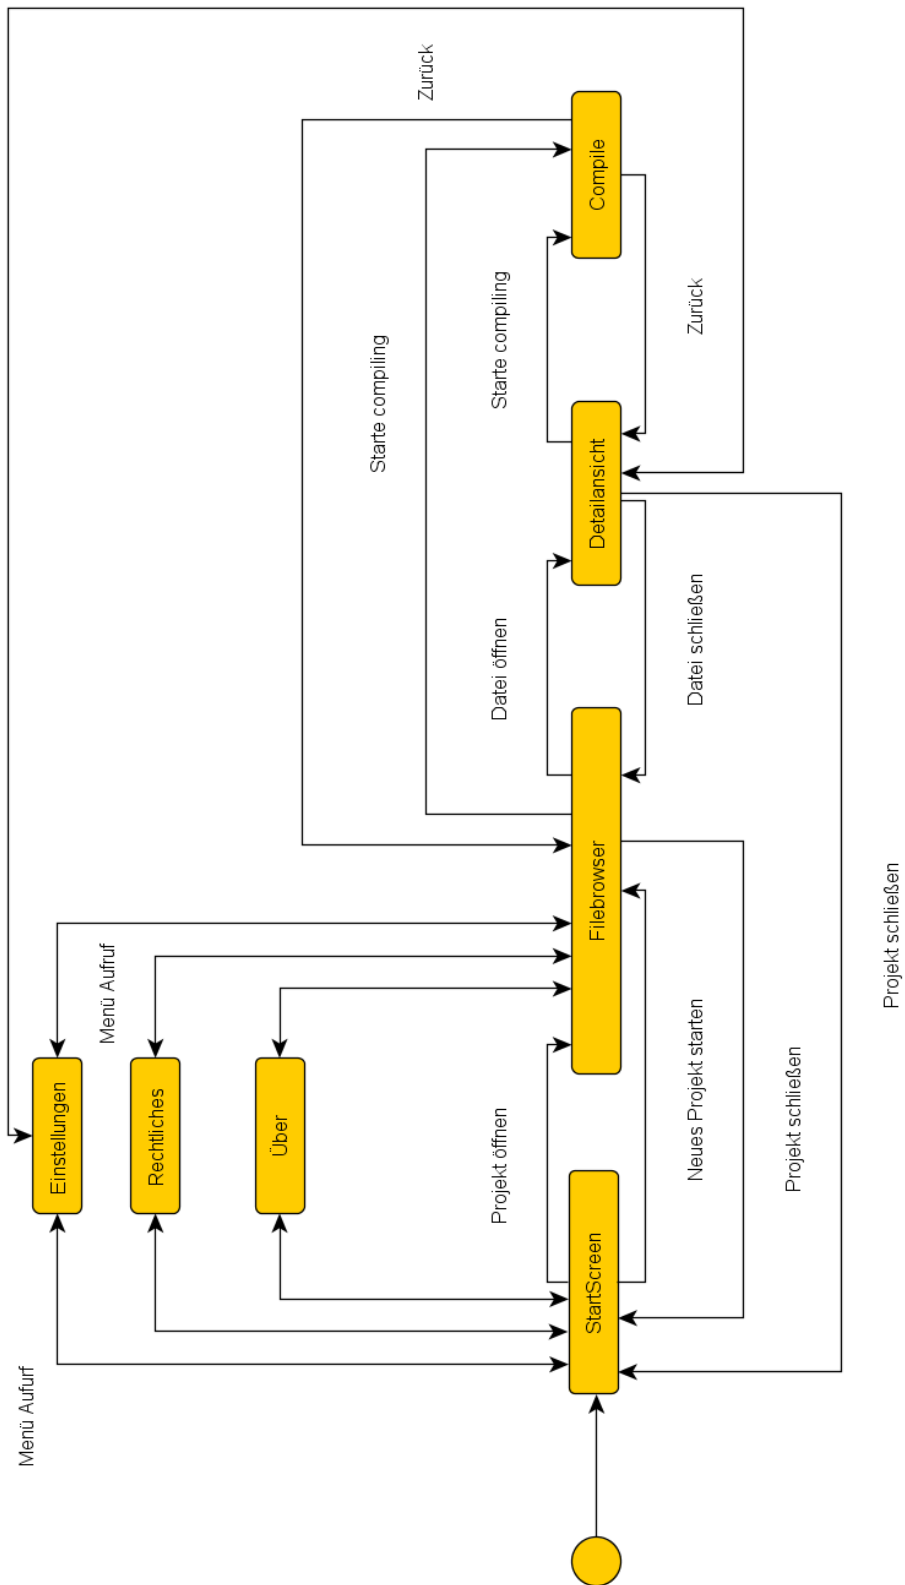 Menü Aufurf
Menü Aufruf
Einstellungen
Rechtliches
Über
Zurück
Starte compiling
Projekt öffnen
Datei öffnen
Starte compiling
StartScreen
Filebrowser
Detailansicht
Compile
Neues Projekt starten
Datei schließen
Zurück
Projekt schließen
Projekt schließen